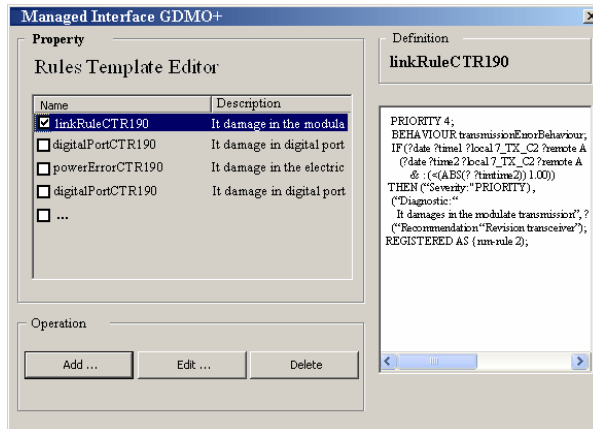 Managed Interface GDMO+
Property
Rules Template Editor
Name Description
linkRuleCTR190 It damage in the modula
digitalPortCTR190 It damage in digital port
powerErrorCTR190 It damage in the electric
digitalPortCTR190 It damage in digital port
...
Operation
Add ... Edit ... Delete
Definition
linkRuleCTR190
PRIORITY 4;
BEHAVIOUR transmissionErrorBehaviour;
IF(?date ?time1 ?local 7_TX_C2 ?remote A
(?date ?time2 ?local 7_TX_C2 ?remote A
& : (<(ABS(? ?timtime2)) 1.00))
THEN ("Severity:" PRIORITY),
("Diagnostic:"
It damages in the modulate transmission", ?
("Recommendation "Revision transceiver");
REGISTERED AS {nm-rule 2);